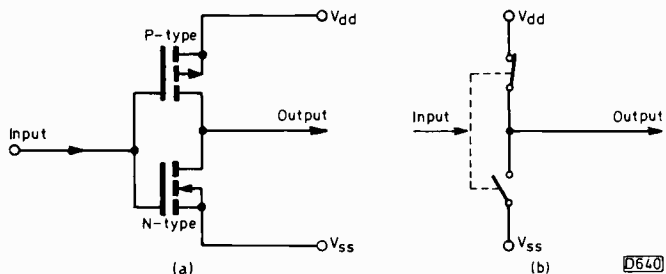 P-type
Vdd
Input
Output
N-type
Vss
(a)
Vdd
Input
Output
Vss
(b)
D640